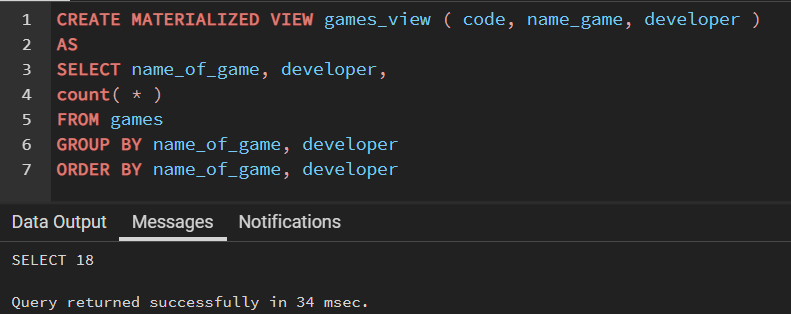 1 CREATE MATERIALIZED VIEW games_view ( code, name_game, developer )
2 AS
3 SELECT name_of_game, developer,
4 count( * )
5 FROM games
6 GROUP BY name_of_game, developer
7 ORDER BY name_of_game, developer
Data Output Messages Notifications
SELECT 18
Query returned successfully in 34 msec.